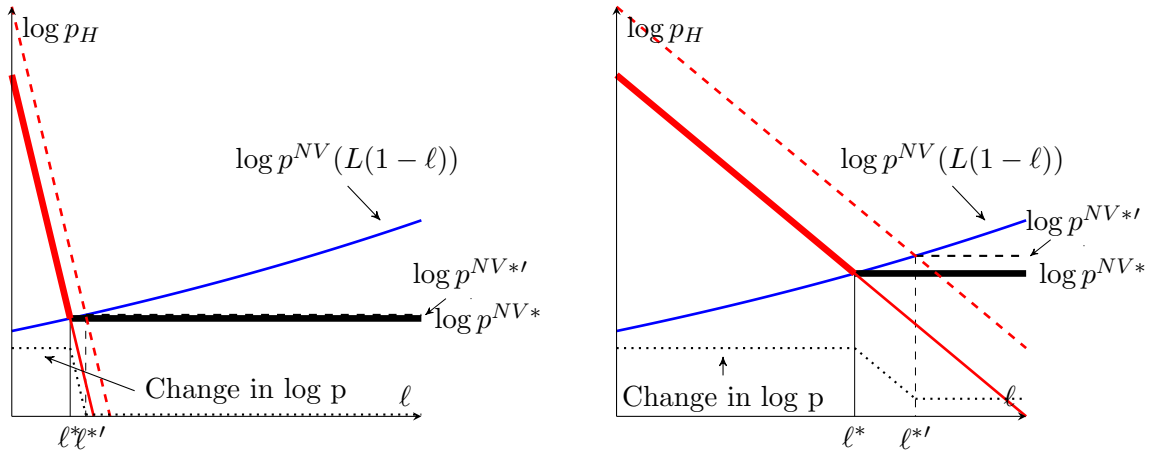 log p_H
log p^{NV}(L(1 − ℓ))
log p^{NV*′}
log p^{NV*}
Change in log p
ℓ
ℓ* ℓ*′
log p_H
log p^{NV}(L(1 − ℓ))
log p^{NV*′}
log p^{NV*}
Change in log p
ℓ
ℓ* ℓ*′